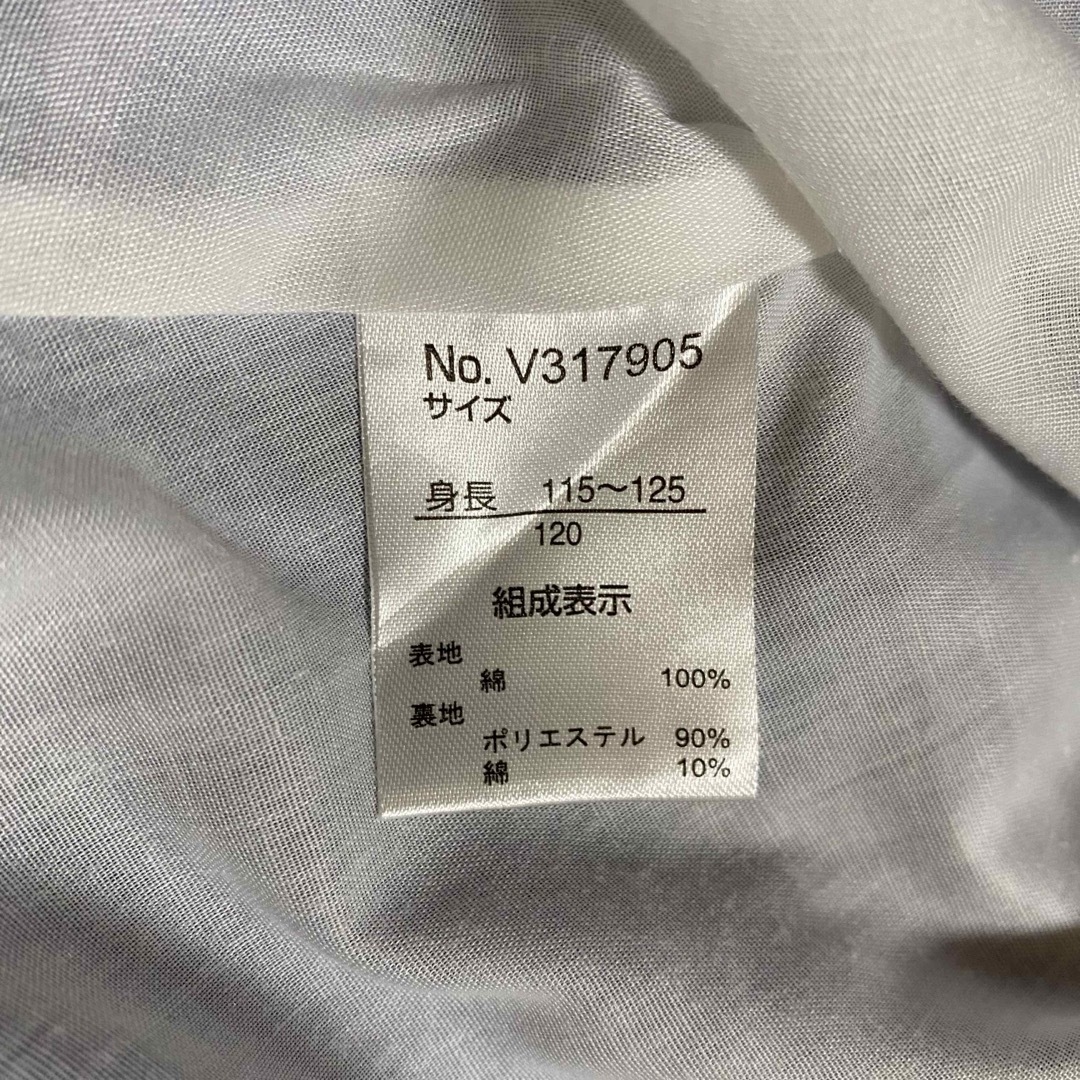 No. V317905
サイズ
身長 115〜125
120
組成表示
表地
綿 100%
裏地
ポリエステル 90%
綿 10%